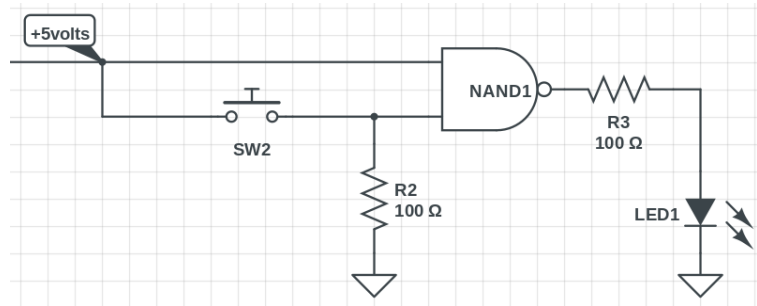 +5volts
NAND1
SW2
R3
100 Ω
R2
100 Ω
LED1